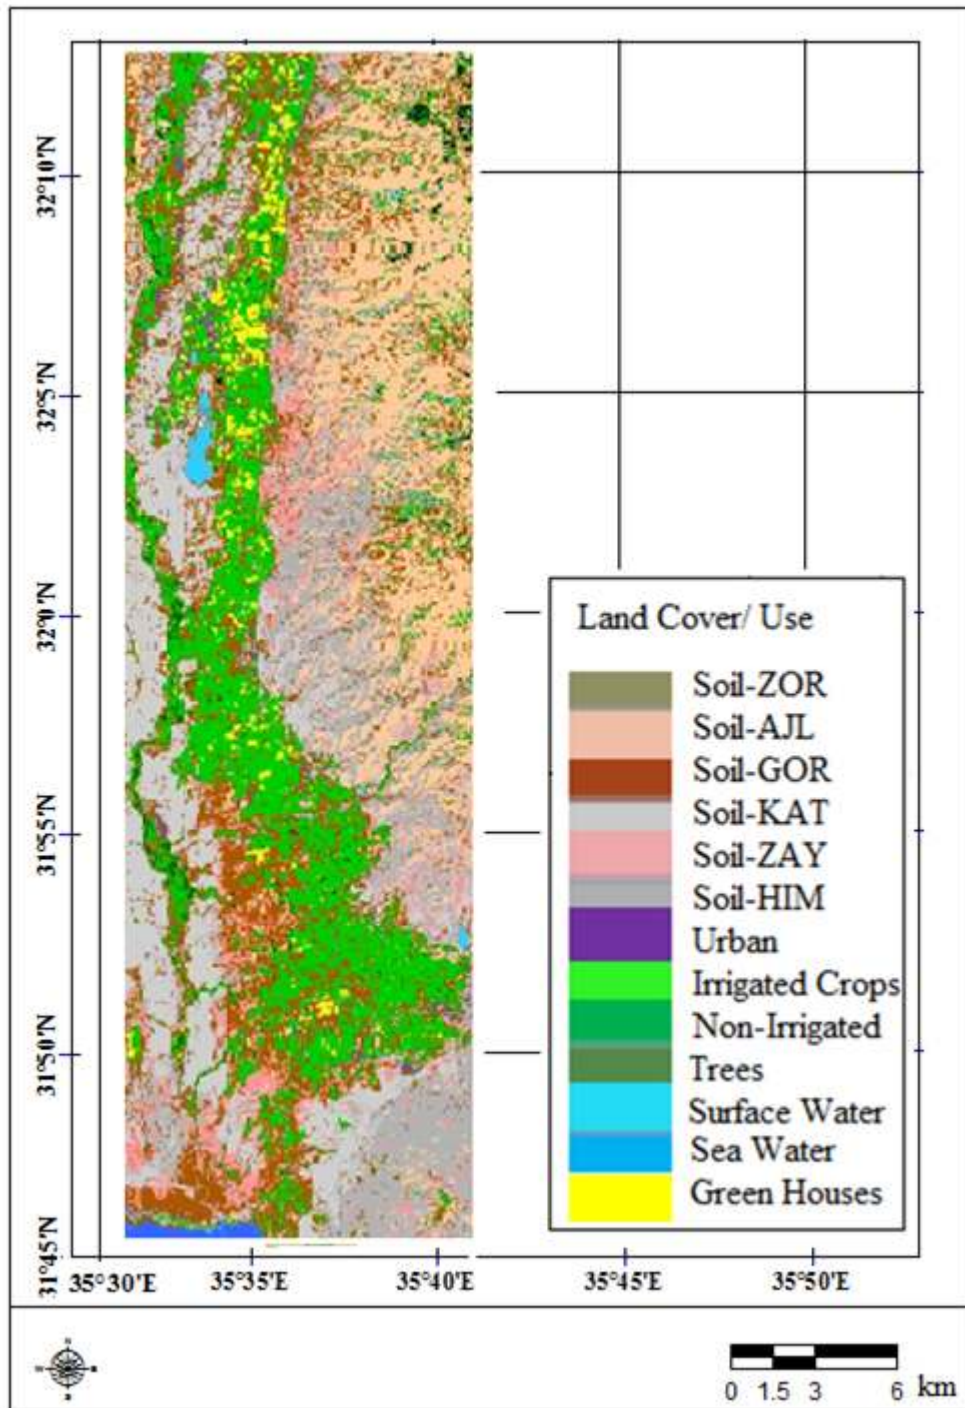 32°10'N
32°5'N
32°0'N
31°55'N
31°50'N
31°45'N
Land Cover/ Use
Soil-ZOR
Soil-AJL
Soil-GOR
Soil-KAT
Soil-ZAY
Soil-HIM
Urban
Irrigated Crops
Non-Irrigated
Trees
Surface Water
Sea Water
Green Houses
35°30'E 35°35'E 35°40'E 35°45'E 35°50'E
0 1.5 3 6 km